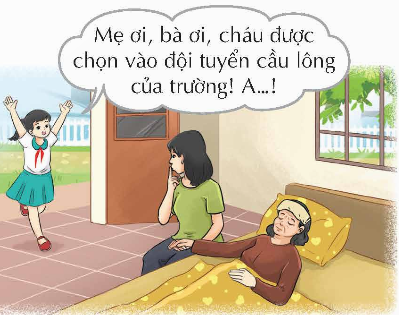 Mẹ ơi, bà ơi, cháu được
chọn vào đội tuyển cầu lông
của trường! A...!